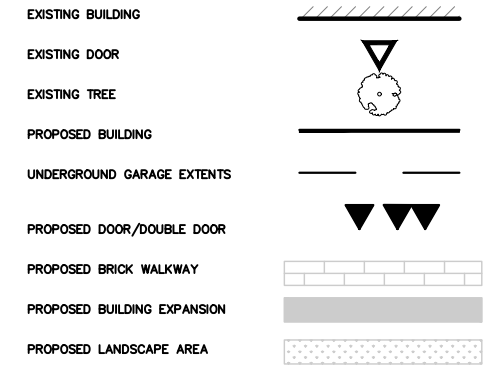 EXISTING BUILDING
EXISTING DOOR
EXISTING TREE
PROPOSED BUILDING
UNDERGROUND GARAGE EXTENTS
PROPOSED DOOR/DOUBLE DOOR
PROPOSED BRICK WALKWAY
PROPOSED BUILDING EXPANSION
PROPOSED LANDSCAPE AREA